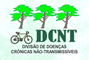 DCNT
DIVISÃO DE DOENÇAS
CRÔNICAS NÃO-TRANSMISSÍVEIS